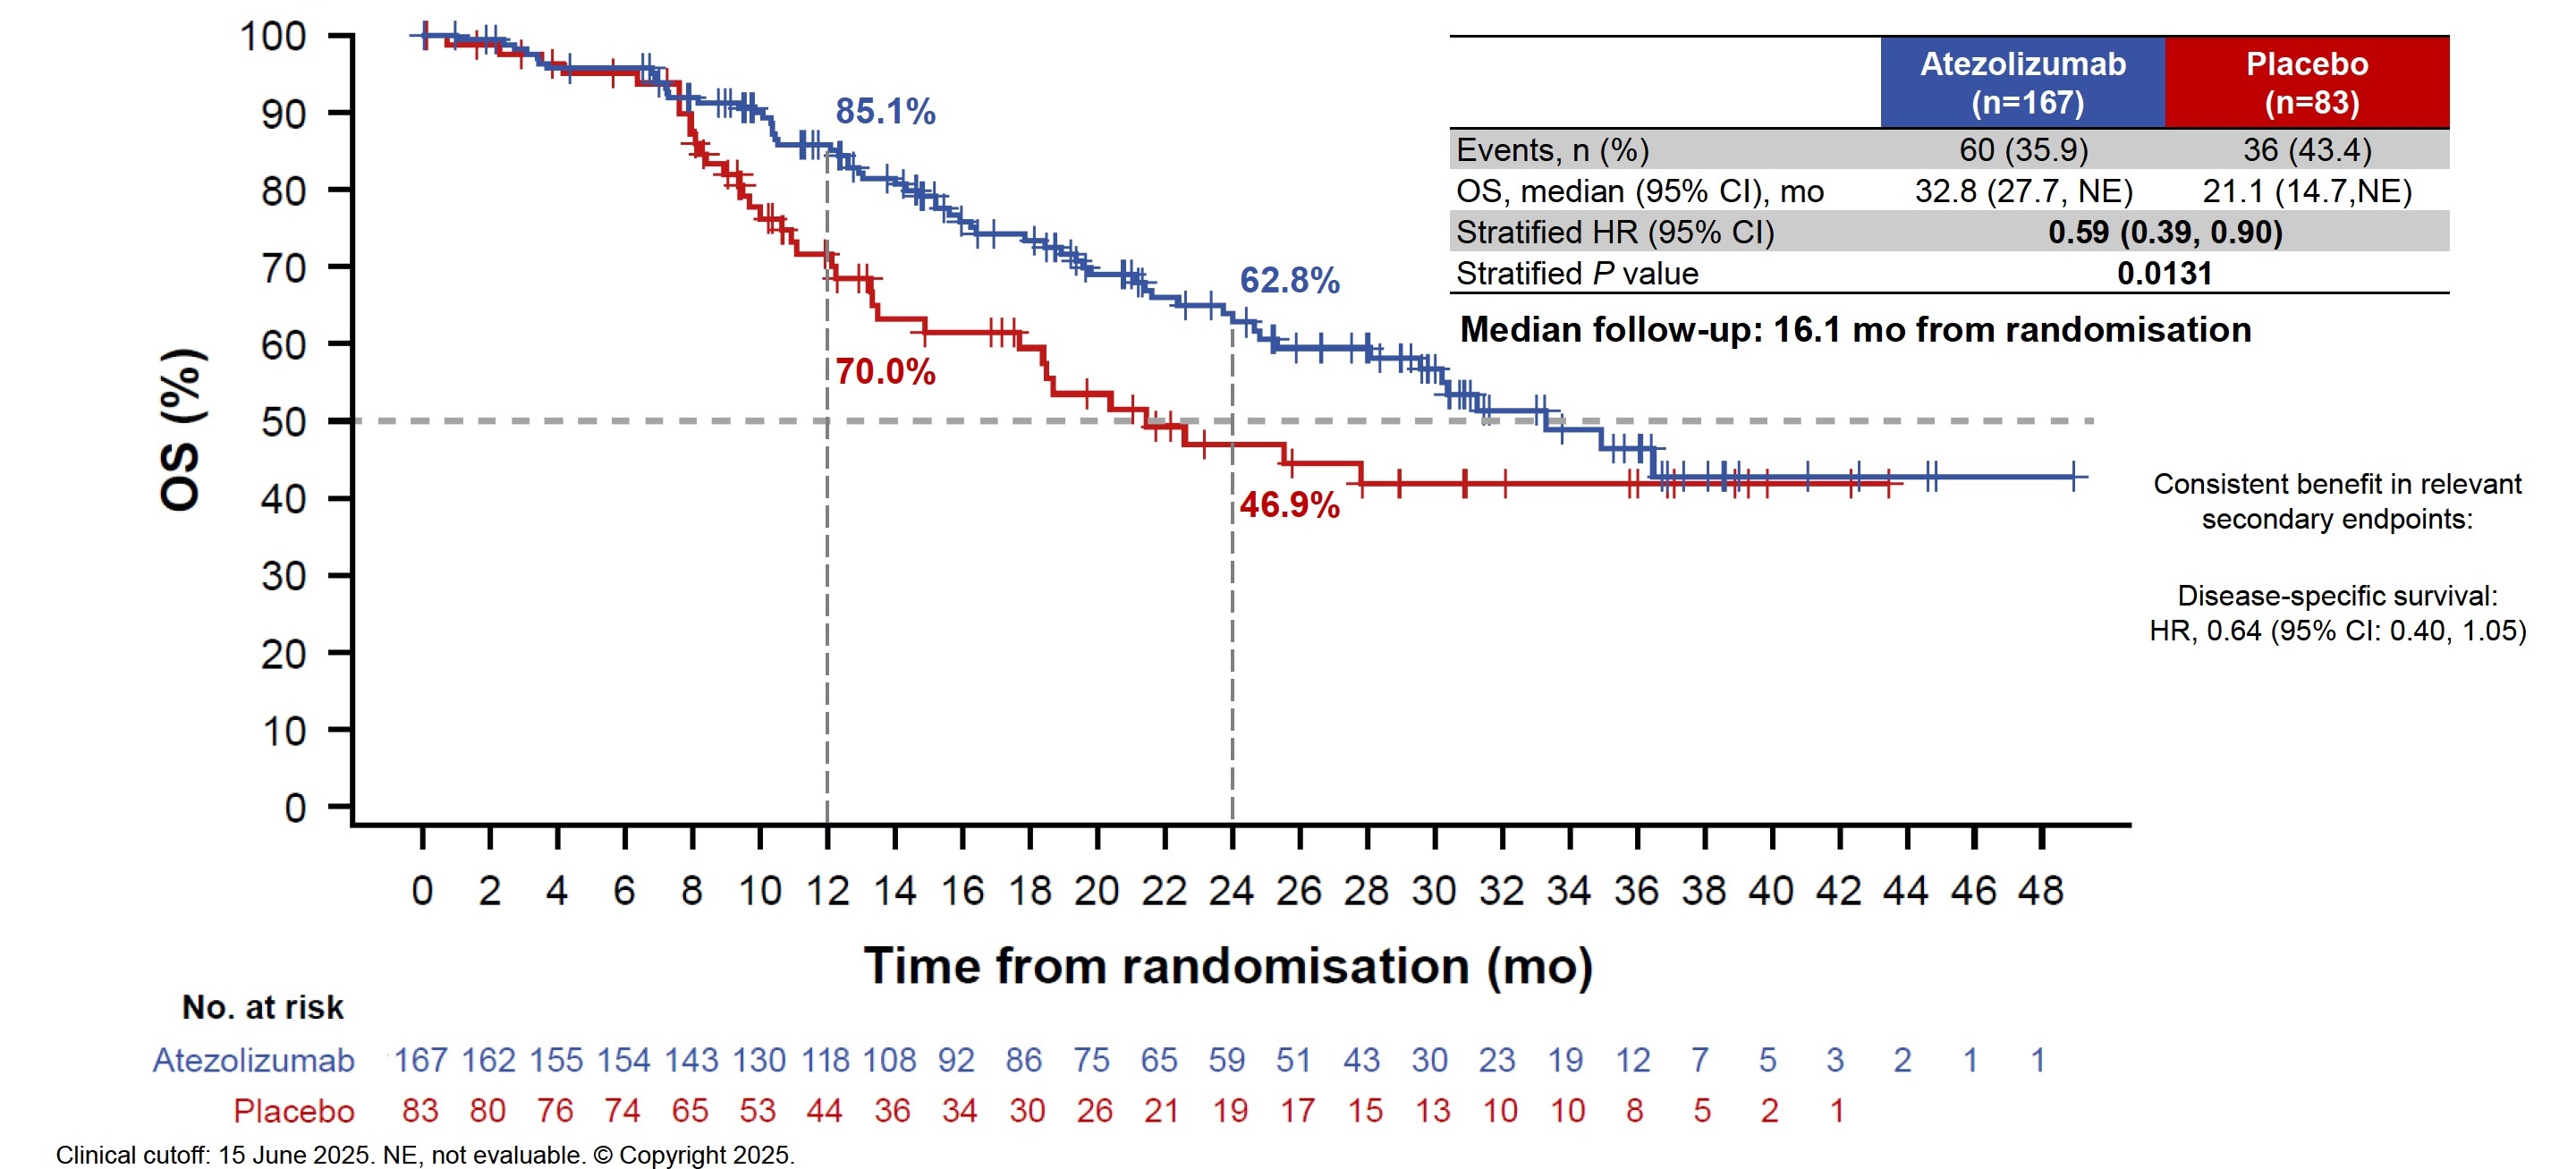 100
90
80
70
60
50
40
30
20
10
0
OS (%)
85.1%
70.0%
62.8%
46.9%
Atezolizumab (n=167) Placebo (n=83)
Events, n (%) 60 (35.9) 36 (43.4)
OS, median (95% CI), mo 32.8 (27.7, NE) 21.1 (14.7,NE)
Stratified HR (95% CI) 0.59 (0.39, 0.90)
Stratified P value 0.0131
Median follow-up: 16.1 mo from randomisation
Consistent benefit in relevant
secondary endpoints:
Disease-specific survival:
HR, 0.64 (95% CI: 0.40, 1.05)
0 2 4 6 8 10 12 14 16 18 20 22 24 26 28 30 32 34 36 38 40 42 44 46 48
Time from randomisation (mo)
No. at risk
Atezolizumab 167 162 155 154 143 130 118 108 92 86 75 65 59 51 43 30 23 19 12 7 5 3 2 1 1
Placebo 83 80 76 74 65 53 44 36 34 30 26 21 19 17 15 13 10 10 8 5 2 1
Clinical cutoff: 15 June 2025. NE, not evaluable. © Copyright 2025.